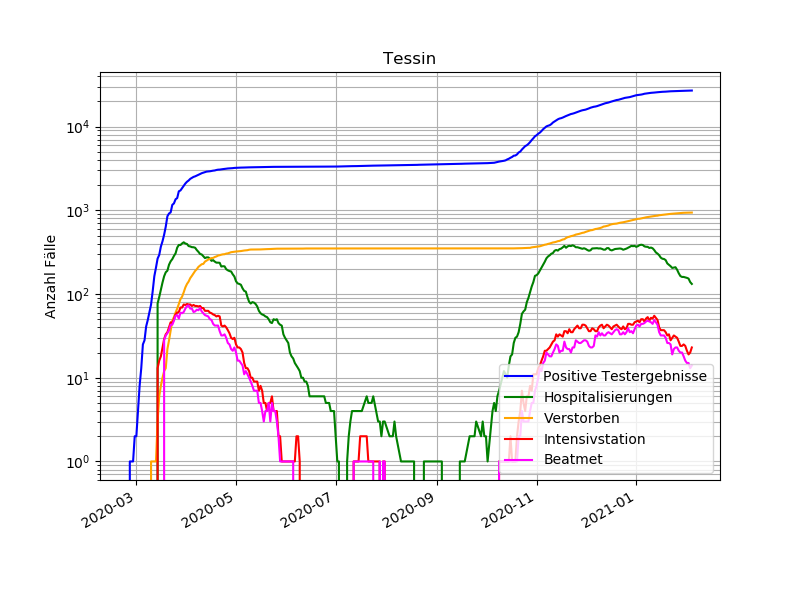 Tessin
Anzahl Fälle
10⁴
10³
10²
10¹
10⁰
2020-03
2020-05
2020-07
2020-09
2020-11
2021-01
Positive Testergebnisse
Hospitalisierungen
Verstorben
Intensivstation
Beatmet